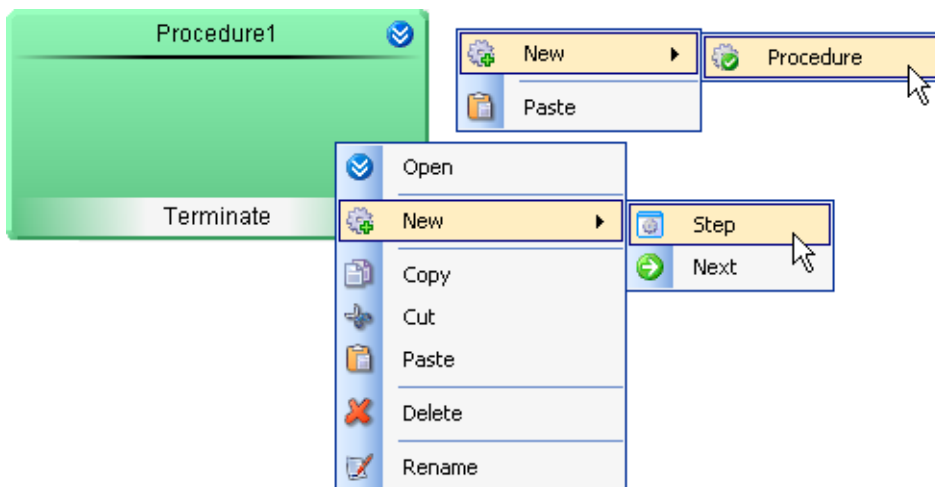 Procedure1
New
Procedure
Paste
Open
Terminate
New
Step
Next
Copy
Cut
Paste
Delete
Rename